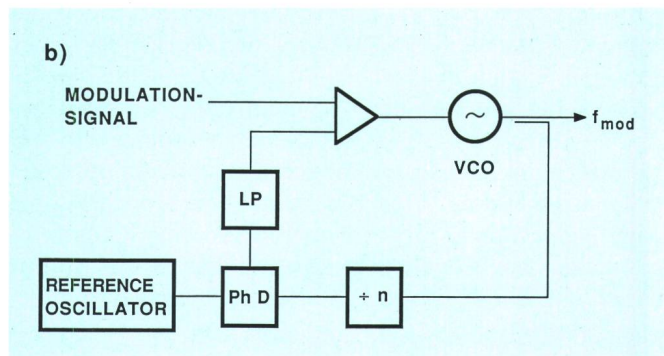 b)
MODULATION-
SIGNAL
~
f mod
VCO
LP
REFERENCE
OSCILLATOR
Ph D
÷ n